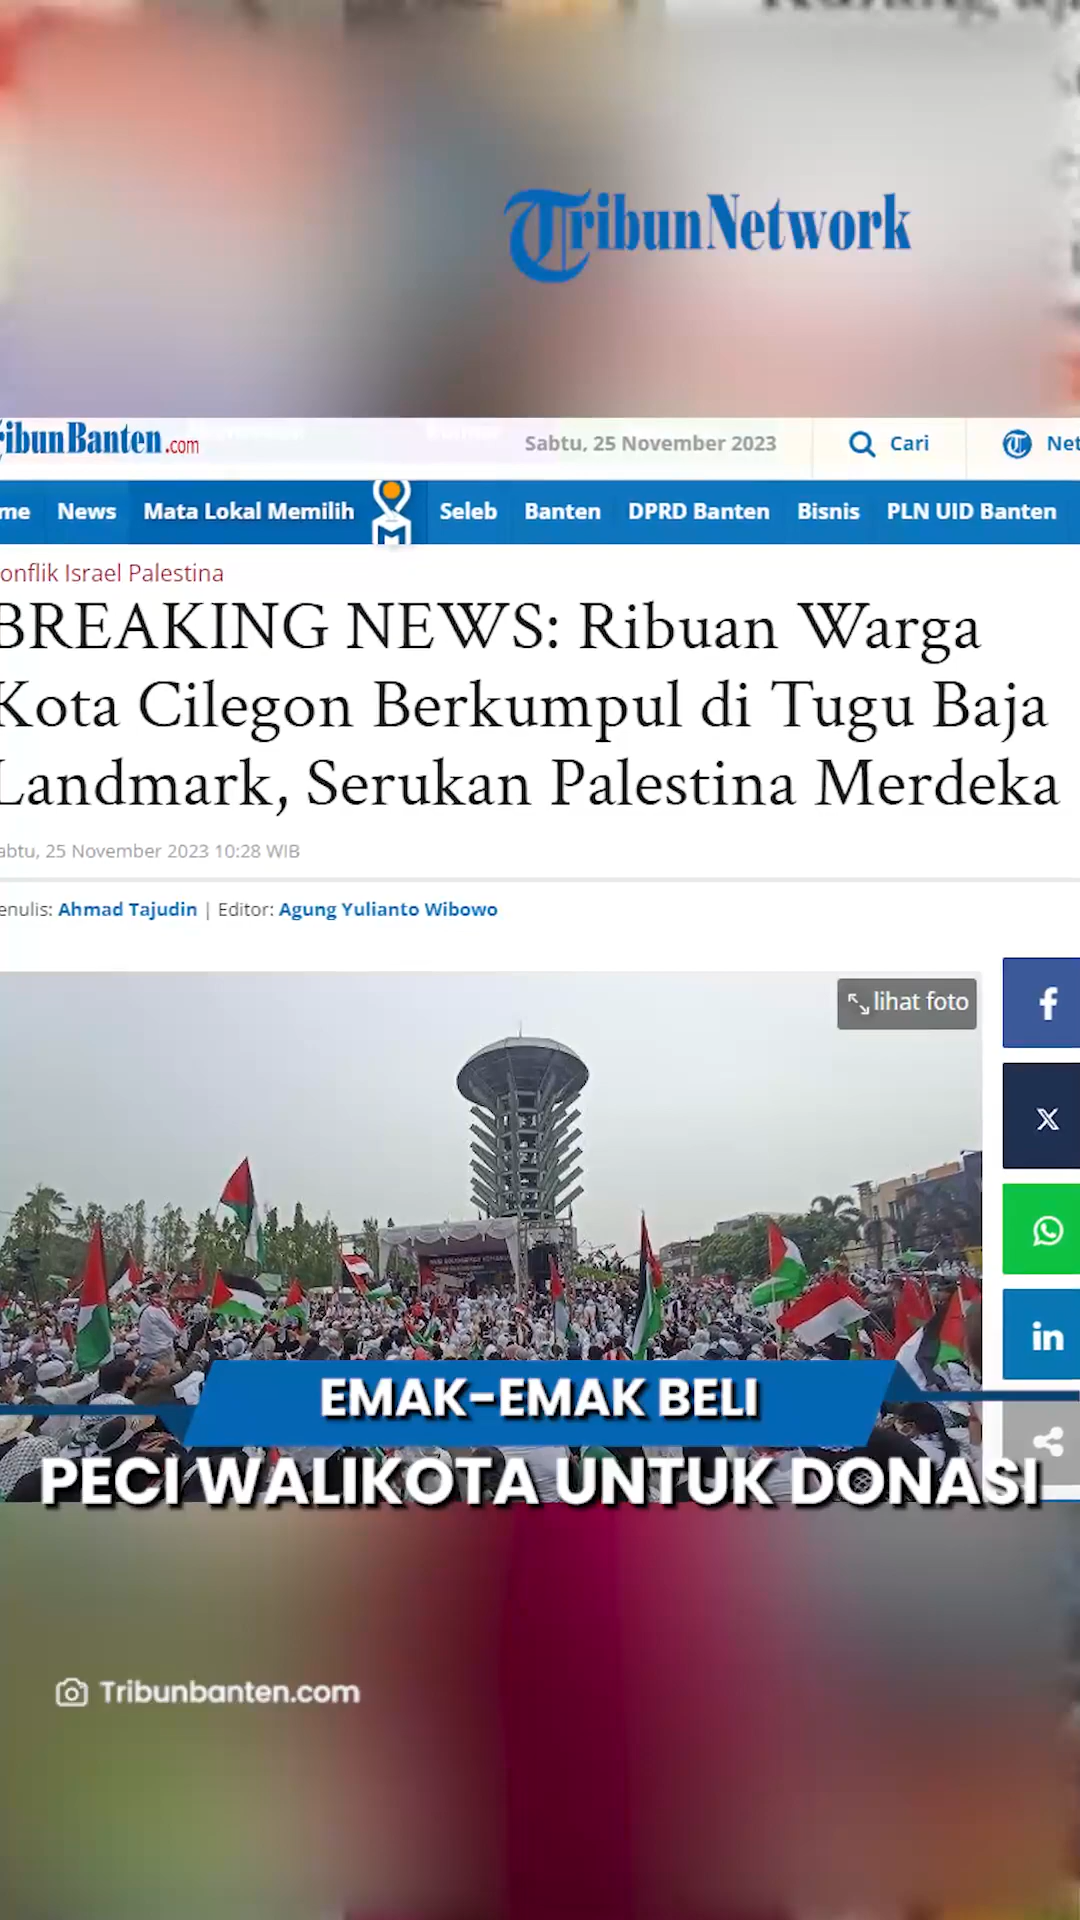 TribunNetwork
ribunBanten.com
Sabtu, 25 November 2023
Cari
Net
me News Mata Lokal Memilih M Seleb Banten DPRD Banten Bisnis PLN UID Banten
onflik Israel Palestina
BREAKING NEWS: Ribuan Warga
Kota Cilegon Berkumpul di Tugu Baja
Landmark, Serukan Palestina Merdeka
abtu, 25 November 2023 10:28 WIB
enulis: Ahmad Tajudin | Editor: Agung Yulianto Wibowo
lihat foto
EMAK-EMAK BELI
PECI WALIKOTA UNTUK DONASI
Tribunbanten.com